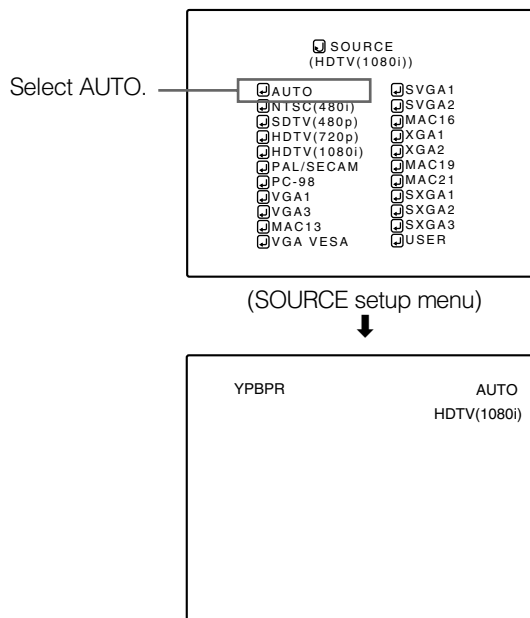 SOURCE
(HDTV(1080i))
Select AUTO.
AUTO
NTSC(480i)
SDTV(480p)
HDTV(720p)
HDTV(1080i)
PAL/SECAM
PC-98
VGA1
VGA3
MAC13
VGA VESA
SVGA1
SVGA2
MAC16
XGA1
XGA2
MAC19
MAC21
SXGA1
SXGA2
SXGA3
USER
(SOURCE setup menu)
YPBPR
AUTO
HDTV(1080i)